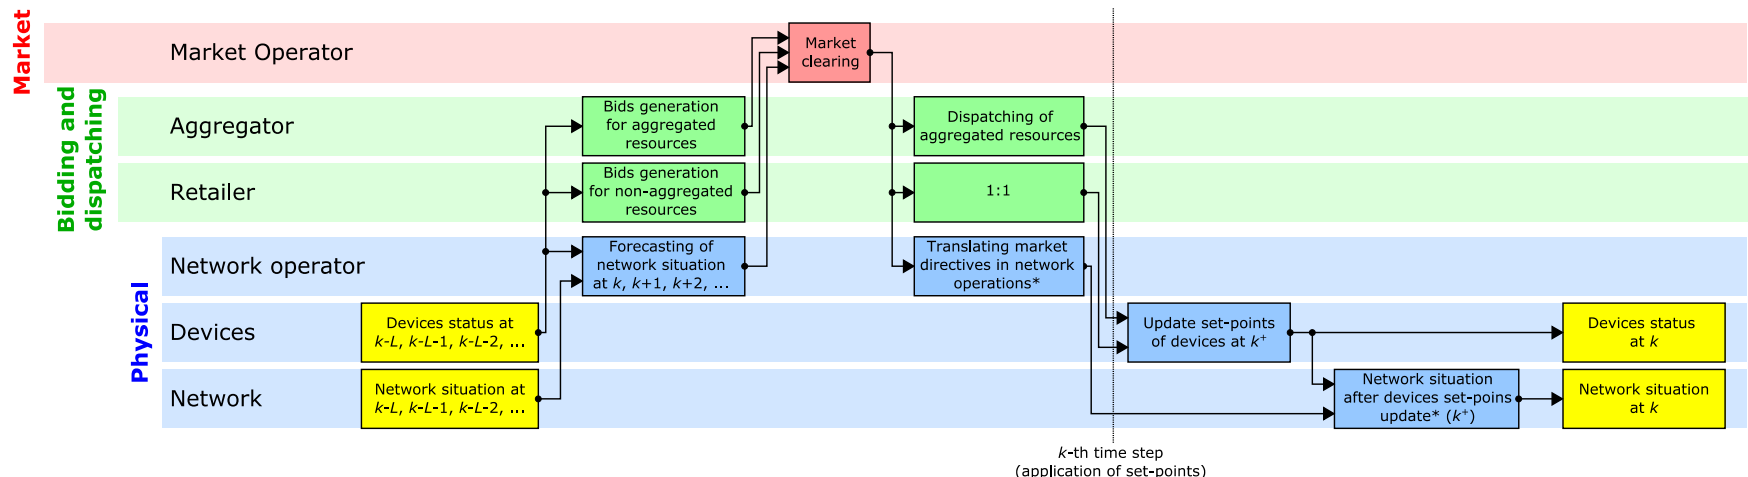 Market
Market Operator
Market
clearing
Bidding and
dispatching
Aggregator
Bids generation
for aggregated
resources
Dispatching of
aggregated resources
Retailer
Bids generation
for non-aggregated
resources
1:1
Physical
Network operator
Forecasting of
network situation
at k, k+1, k+2, ...
Translating market
directives in network
operations*
Devices
Devices status at
k-L, k-L-1, k-L-2, ...
Update set-points
of devices at k⁺
Devices status
at k
Network
Network situation at
k-L, k-L-1, k-L-2, ...
Network situation
after devices set-poins
update* (k⁺)
Network situation
at k
k-th time step
(application of set-points)